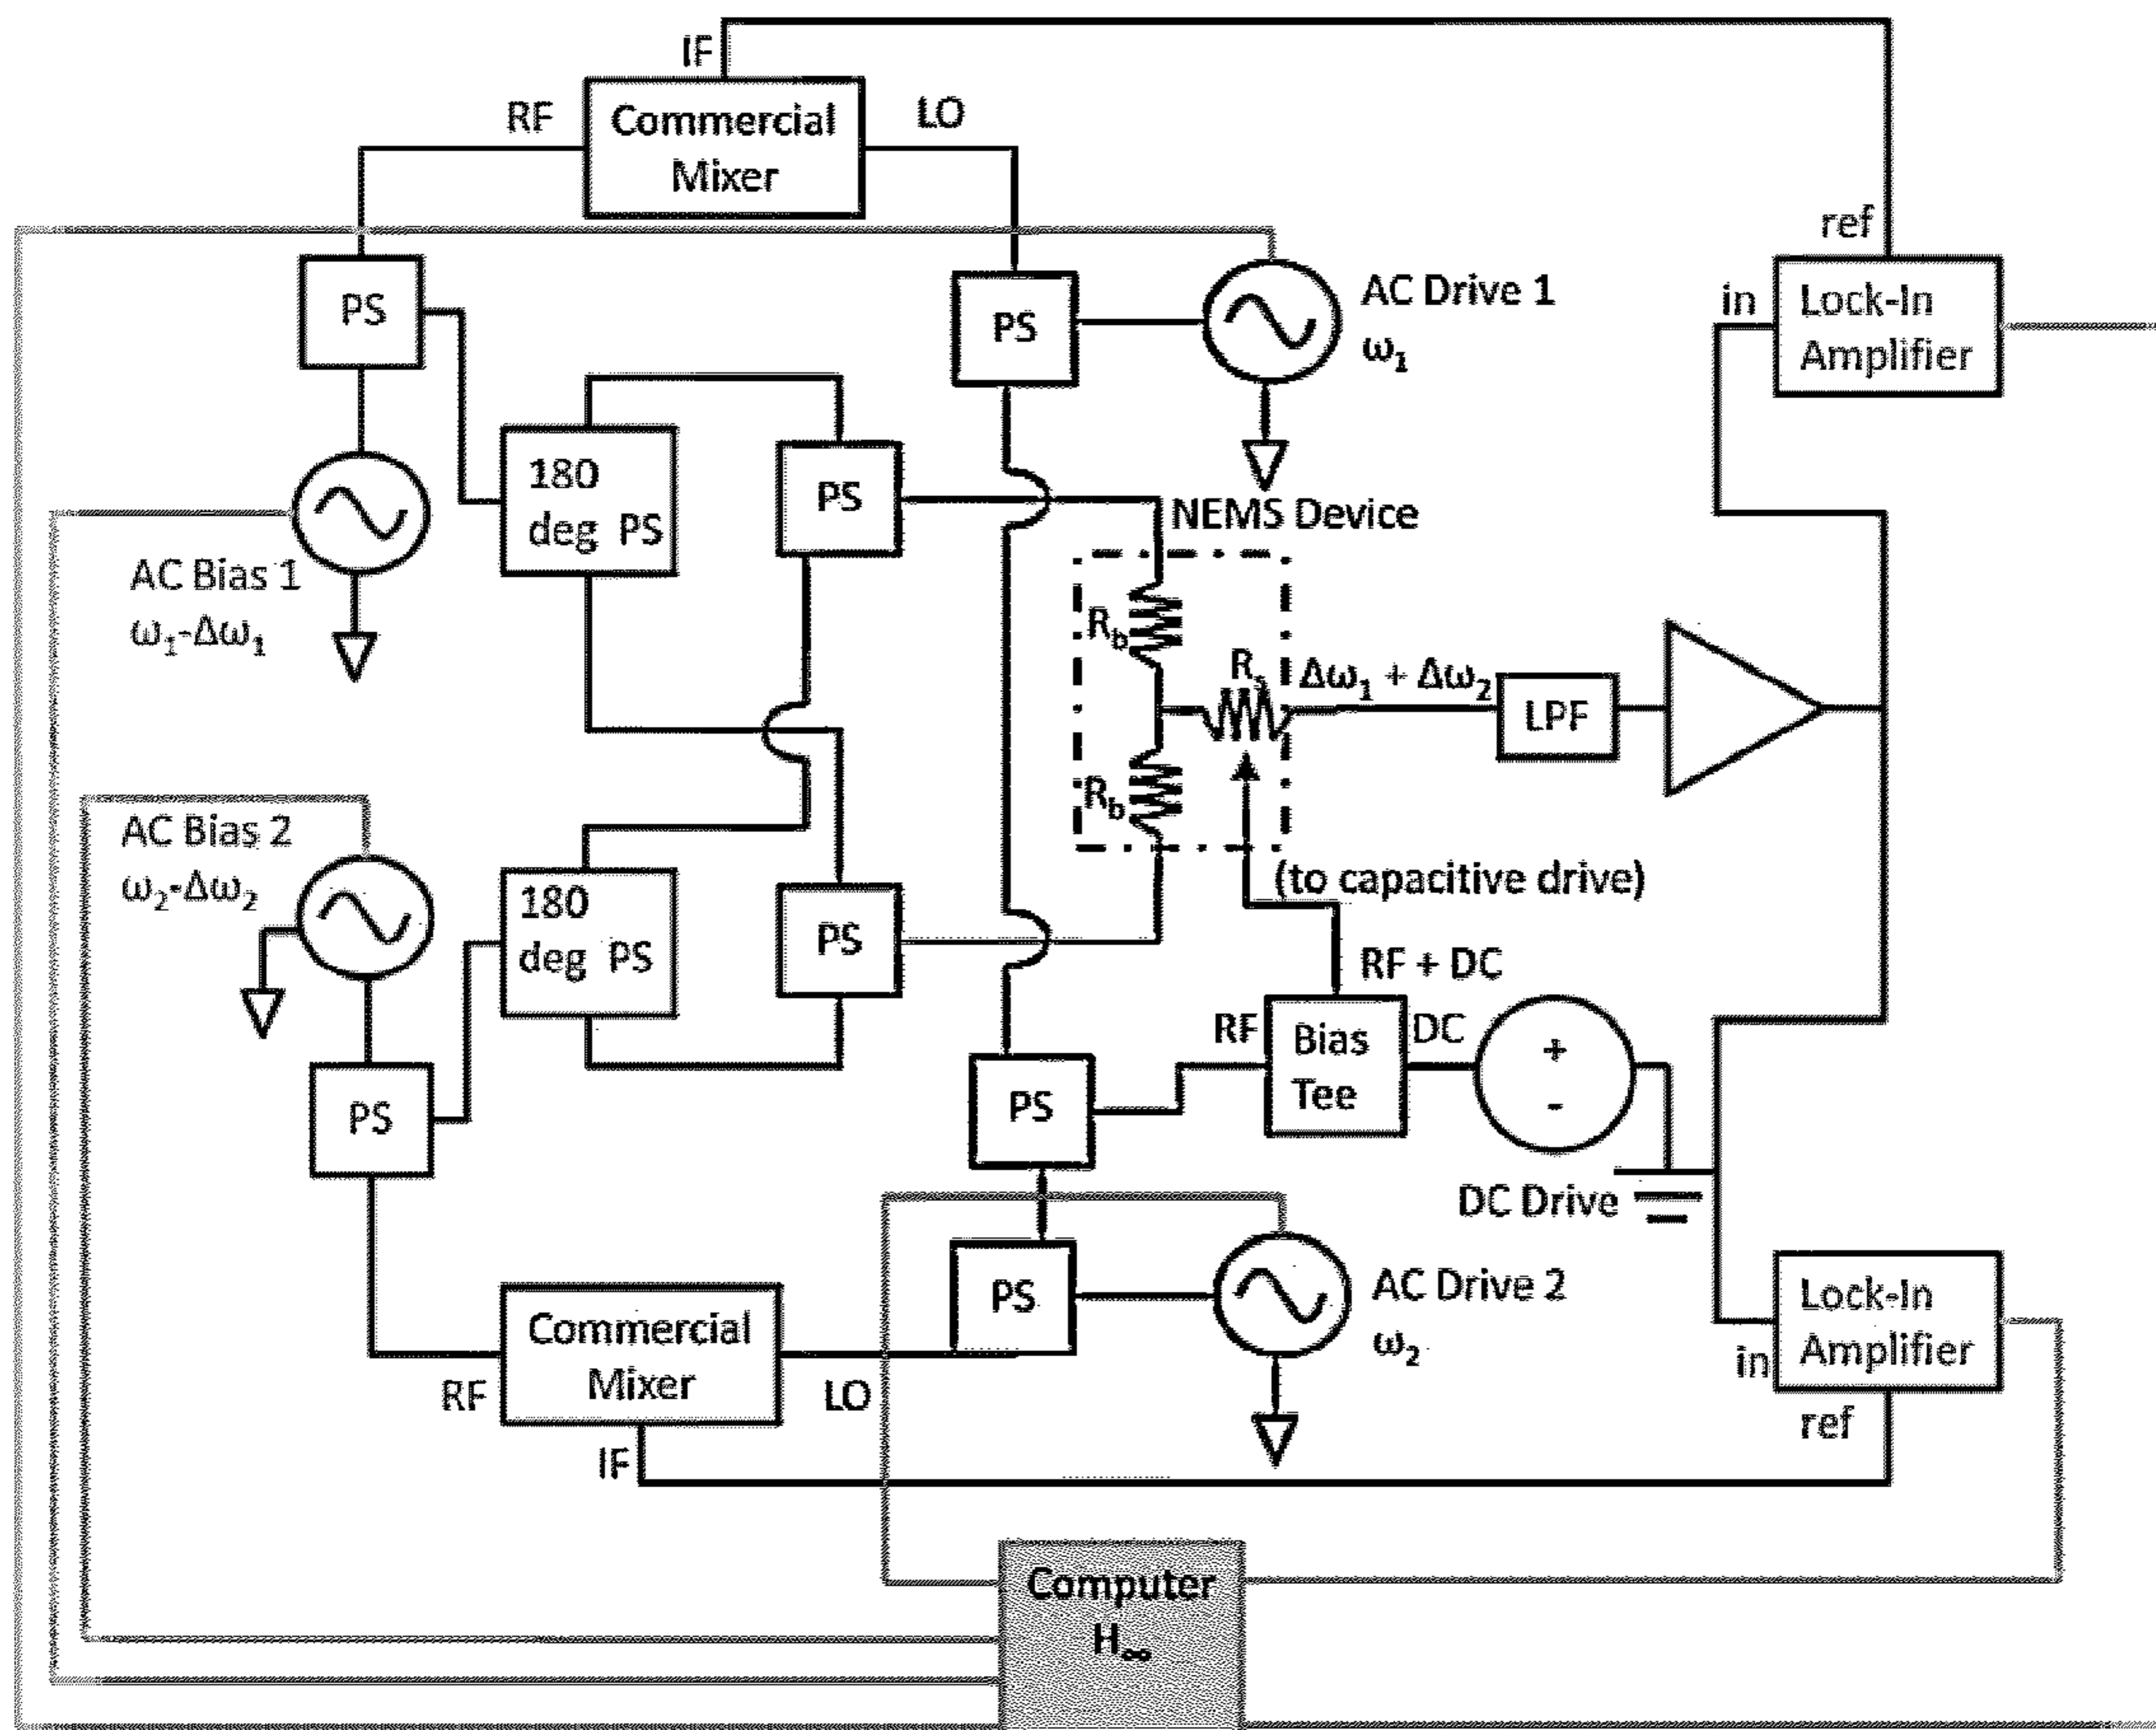 IF
RF
Commercial
Mixer
LO
ref
PS
PS
AC Drive 1
ω₁
in
Lock-In
Amplifier
180
deg PS
PS
NEMS Device
AC Bias 1
ω₁-Δω₁
R_b
R_s
Δω₁ + Δω₂
LPF
R_b
AC Bias 2
ω₂-Δω₂
(to capacitive drive)
180
deg PS
PS
RF + DC
RF
Bias
Tee
DC
+
-
PS
PS
DC Drive
PS
AC Drive 2
ω₂
Lock-In
Amplifier
in
ref
Commercial
Mixer
RF
LO
IF
Computer
H∞